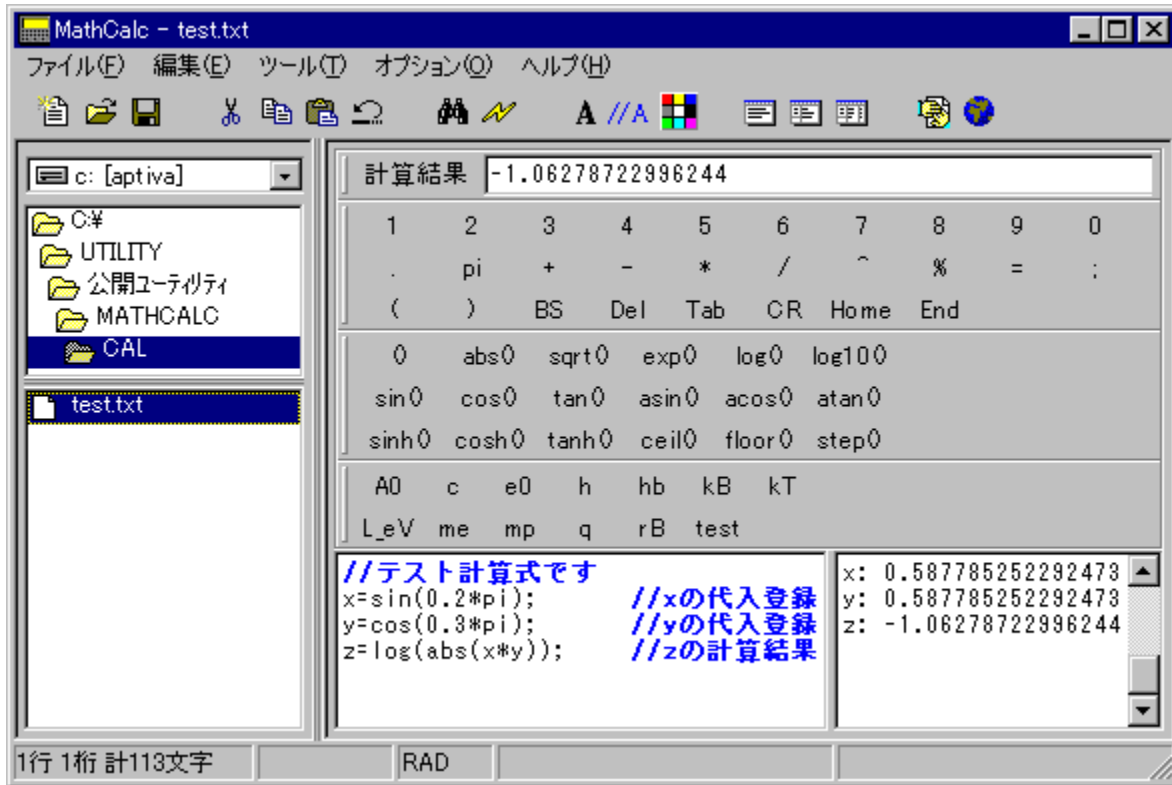 MathCalc - test.txt
ファイル(F) 編集(E) ツール(T) オプション(O) ヘルプ(H)
A //A
c: [aptiva]
C:¥
UTILITY
公開ユーティリティ
MATHCALC
CAL
test.txt
計算結果 -1.06278722996244
1 2 3 4 5 6 7 8 9 0
. pi + - * / ^ % = ;
( ) BS Del Tab CR Home End
() abs() sqrt() exp() log() log10()
sin() cos() tan() asin() acos() atan()
sinh() cosh() tanh() ceil() floor() step()
A0 c e0 h hb kB kT
L_eV me mp q rB test
//テスト計算式です
x=sin(0.2*pi); //xの代入登録
y=cos(0.3*pi); //yの代入登録
z=log(abs(x*y)); //zの計算結果
x: 0.587785252292473
y: 0.587785252292473
z: -1.06278722996244
1行 1桁 計113文字 RAD